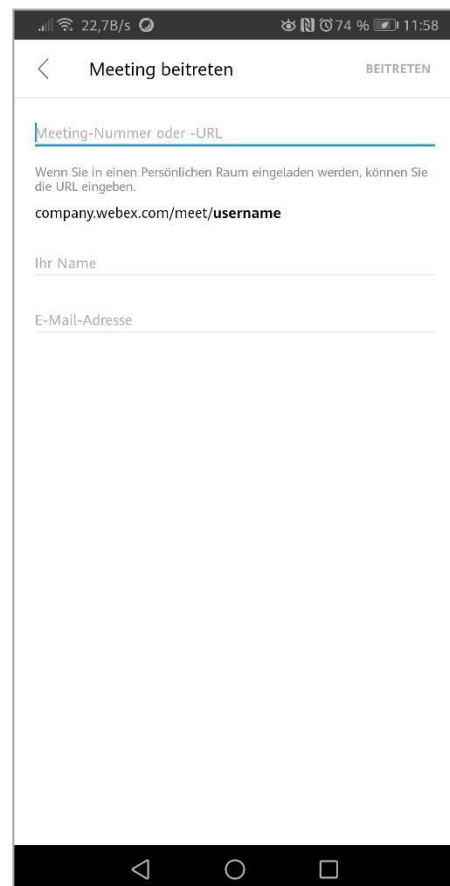 22,7B/s 74 % 11:58
Meeting beitreten BEITRETEN
Meeting-Nummer oder -URL
Wenn Sie in einen Persönlichen Raum eingeladen werden, können Sie
die URL eingeben.
company.webex.com/meet/username
Ihr Name
E-Mail-Adresse